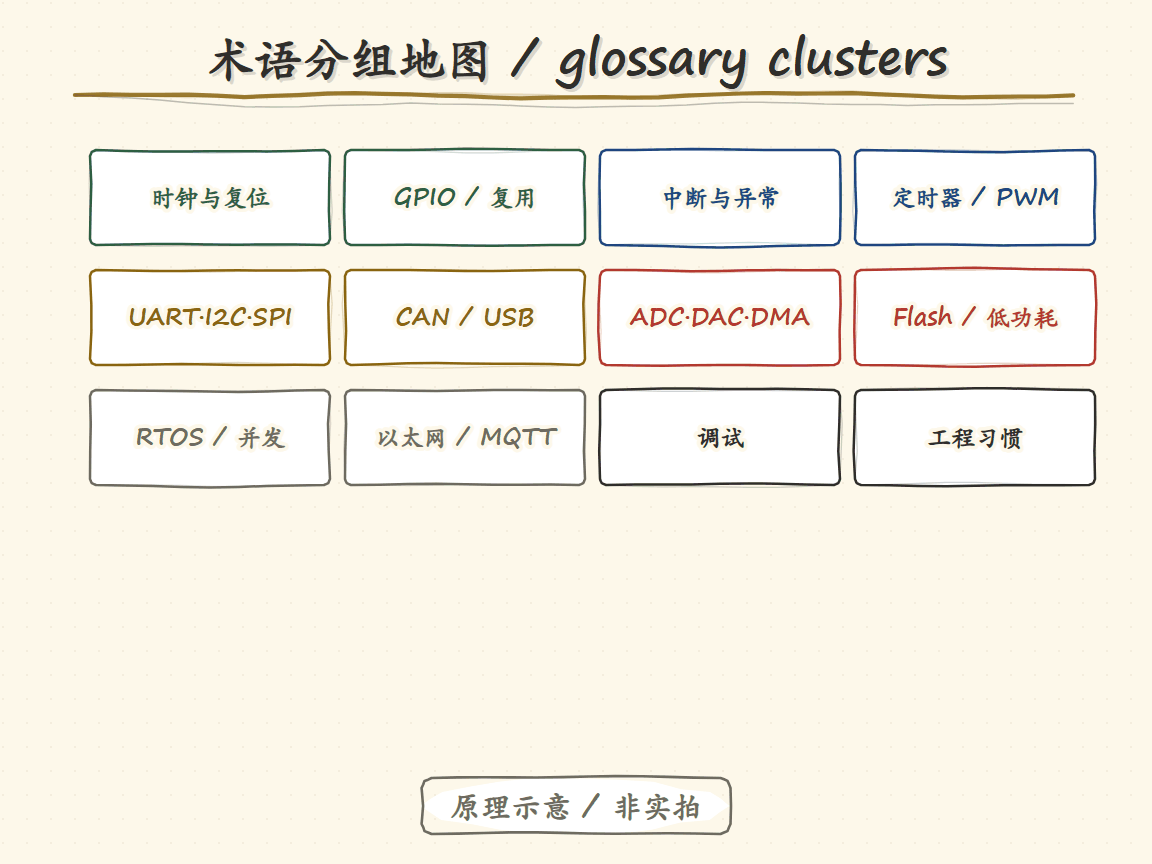 术语分组地图 / glossary clusters
时钟与复位
GPIO / 复用
中断与异常
定时器 / PWM
UART·I2C·SPI
CAN / USB
ADC·DAC·DMA
Flash / 低功耗
RTOS / 并发
以太网 / MQTT
调试
工程习惯
原理示意 / 非实拍